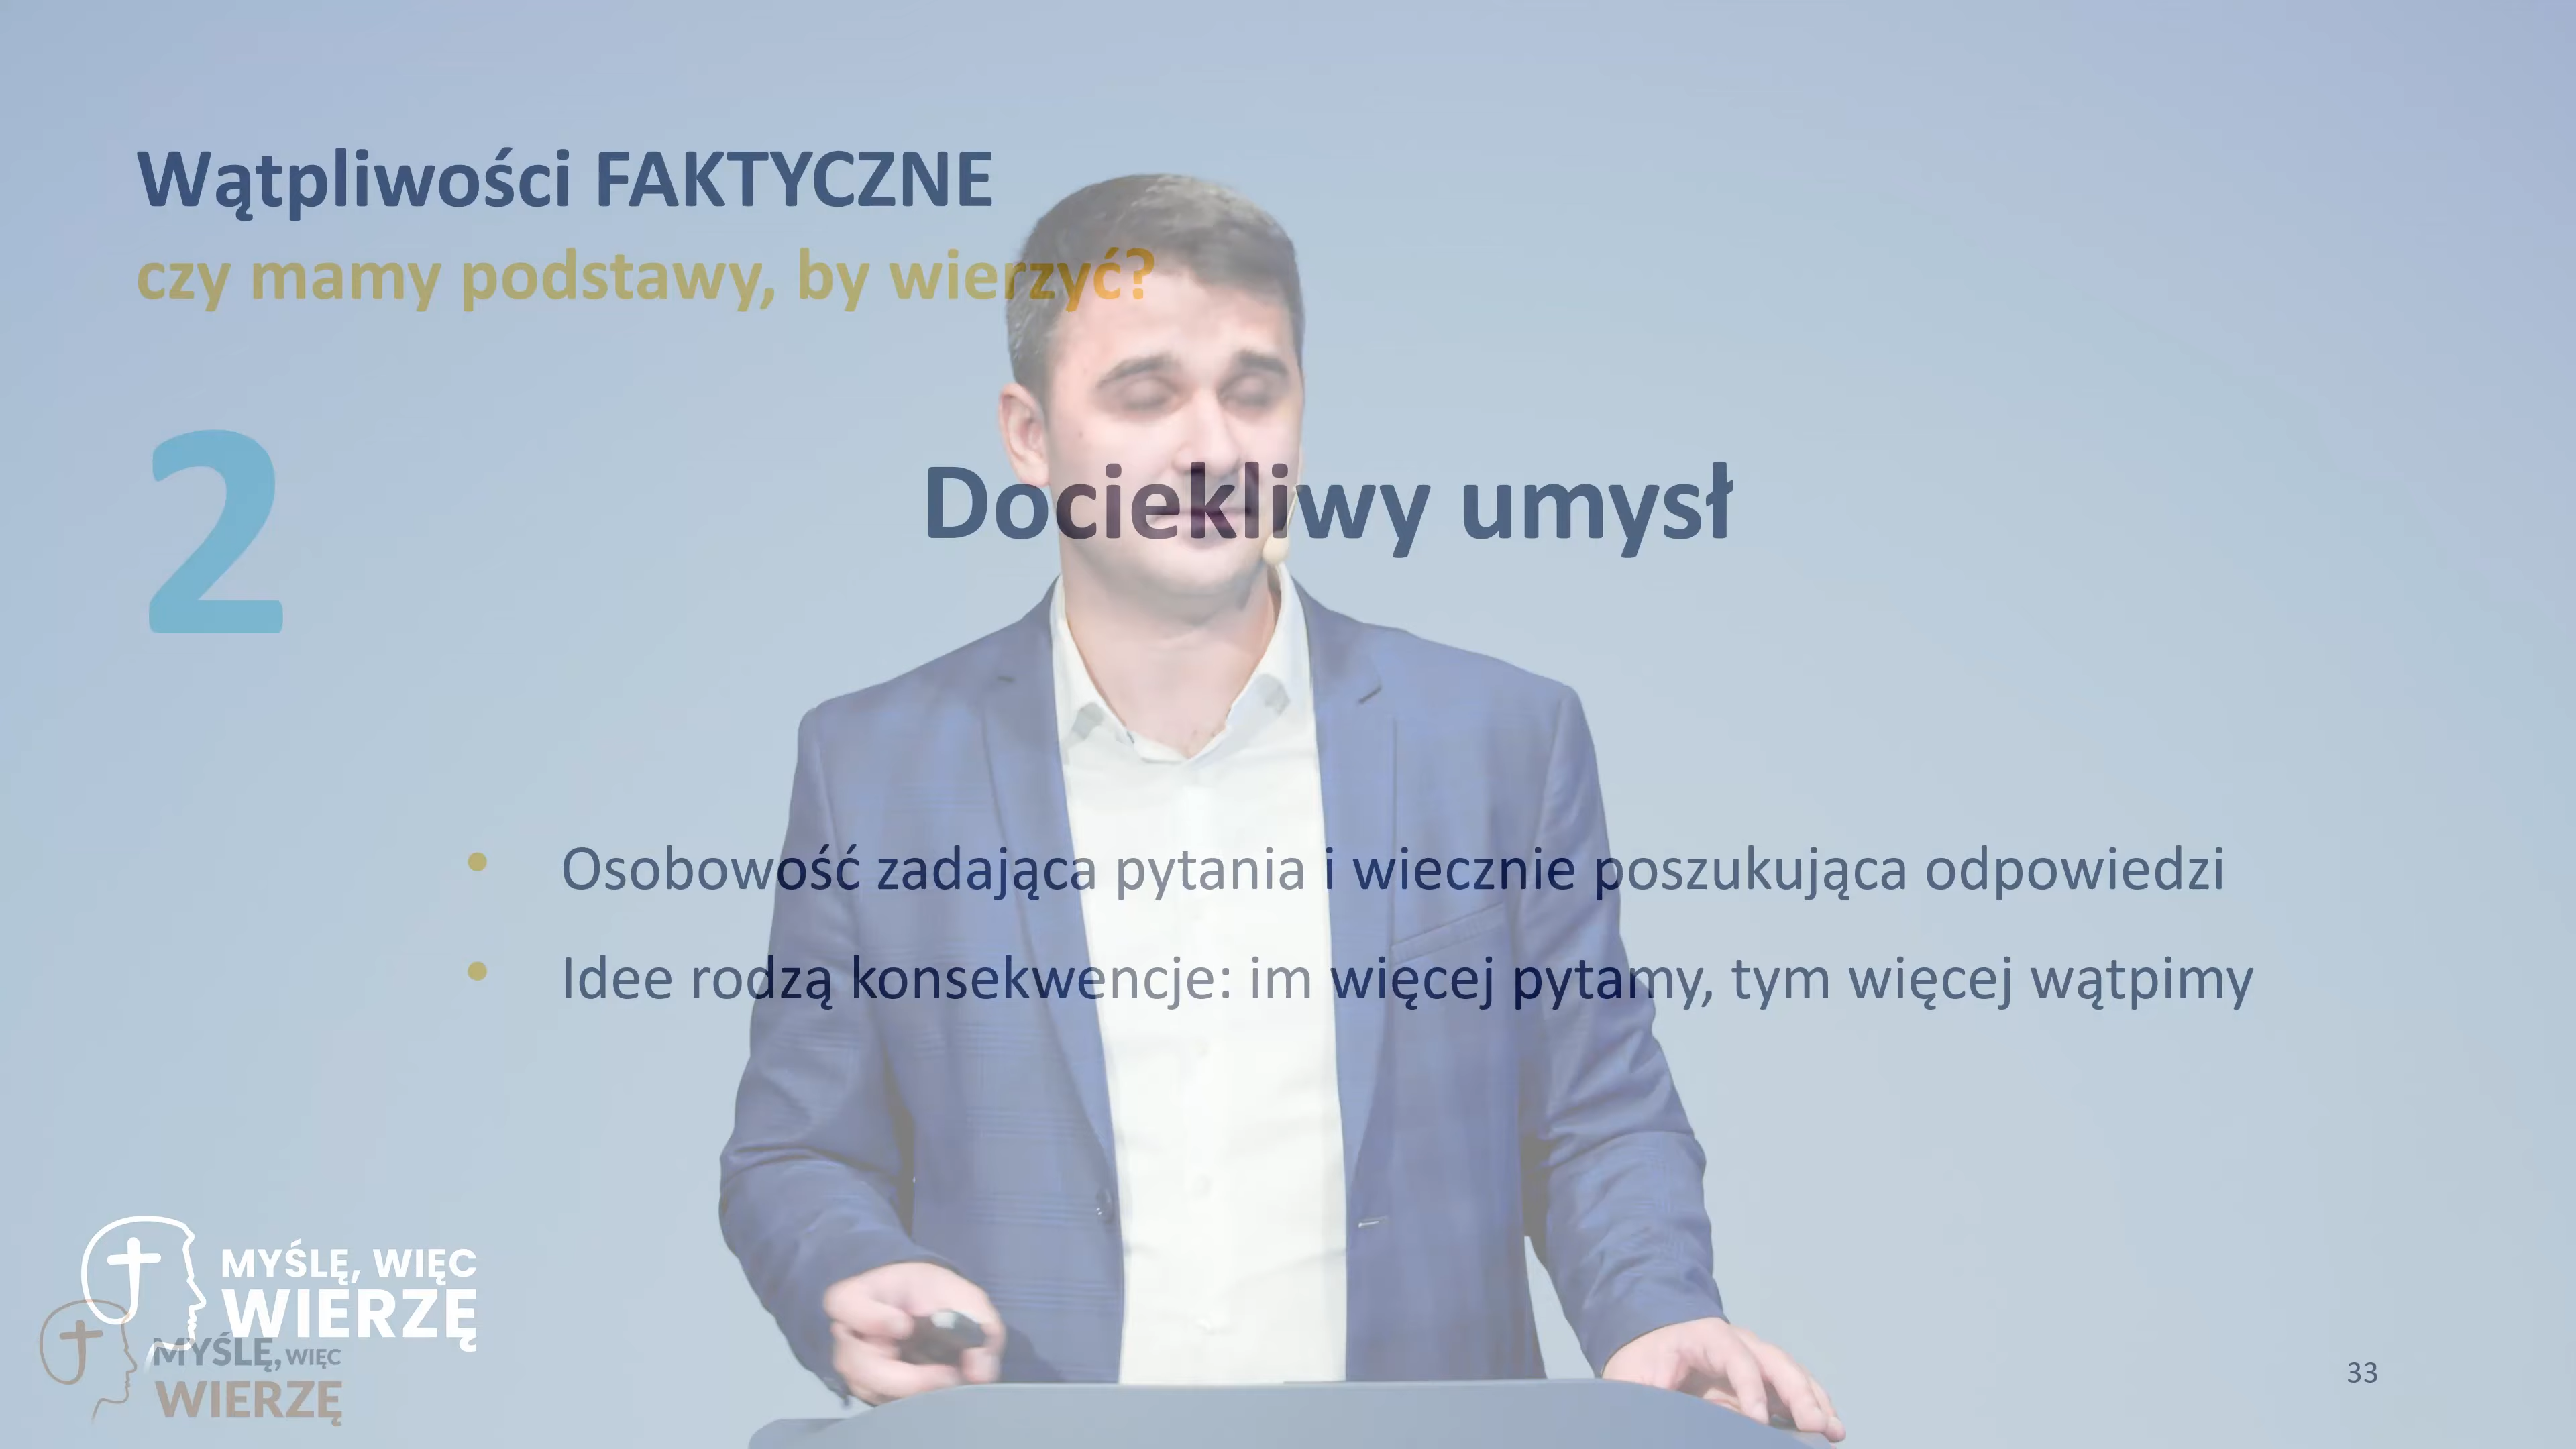 Wątpliwości FAKTYCZNE
czy mamy podstawy, by wierzyć?
2
Dociekliwy umysł
• Osobowość zadająca pytania i wiecznie poszukująca odpowiedzi
• Idee rodzą konsekwencje: im więcej pytamy, tym więcej wątpimy
MYŚLĘ, WIĘC
WIERZĘ
MYŚLĘ, WIĘC
WIERZĘ
33